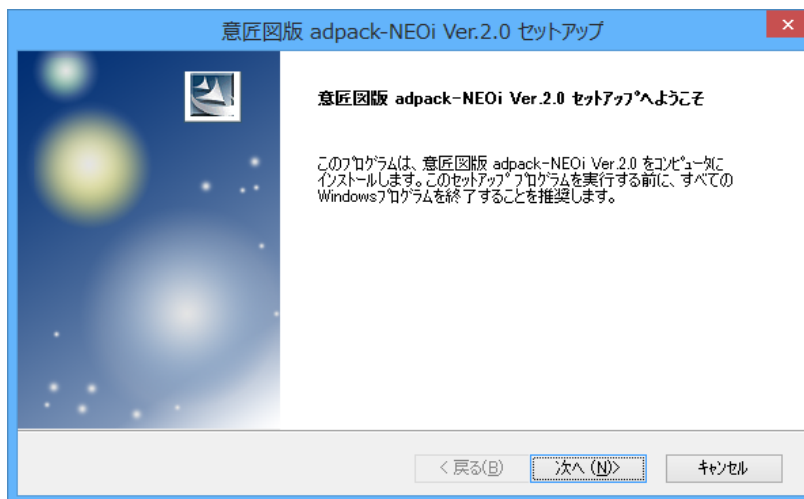 意匠図版 adpack-NEOi Ver.2.0 セットアップ
意匠図版 adpack-NEOi Ver.2.0 ｾｯﾄｱｯﾌﾟへようこそ
このﾌﾟﾛｸﾞﾗﾑは、意匠図版 adpack-NEOi Ver.2.0 をｺﾝﾋﾟｭｰﾀに
ｲﾝｽﾄｰﾙします。このｾｯﾄｱｯﾌﾟ ﾌﾟﾛｸﾞﾗﾑを実行する前に、すべての
Windowsﾌﾟﾛｸﾞﾗﾑを終了することを推奨します。
< 戻る(B)
次へ (N)>
ｷｬﾝｾﾙ